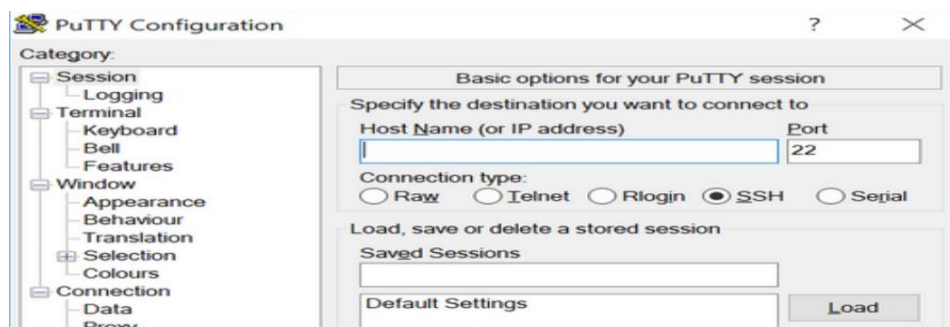 PuTTY Configuration
?
Category:
Session
Logging
Terminal
Keyboard
Bell
Features
Window
Appearance
Behaviour
Translation
Selection
Colours
Connection
Data
Proxy
Basic options for your PuTTY session
Specify the destination you want to connect to
Host Name (or IP address) Port
22
Connection type:
Raw Telnet Rlogin SSH Serial
Load, save or delete a stored session
Saved Sessions
Default Settings
Load